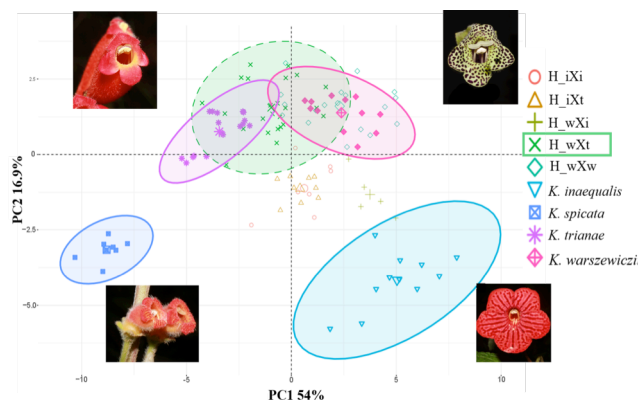 2.5
0
−2.5
−5.0
PC2 16.9%
−10
−5
0
5
10
PC1 54%
H_iXi
H_iXt
H_wXi
H_wXt
H_wXw
K. inaequalis
K. spicata
K. trianae
K. warszewiczii